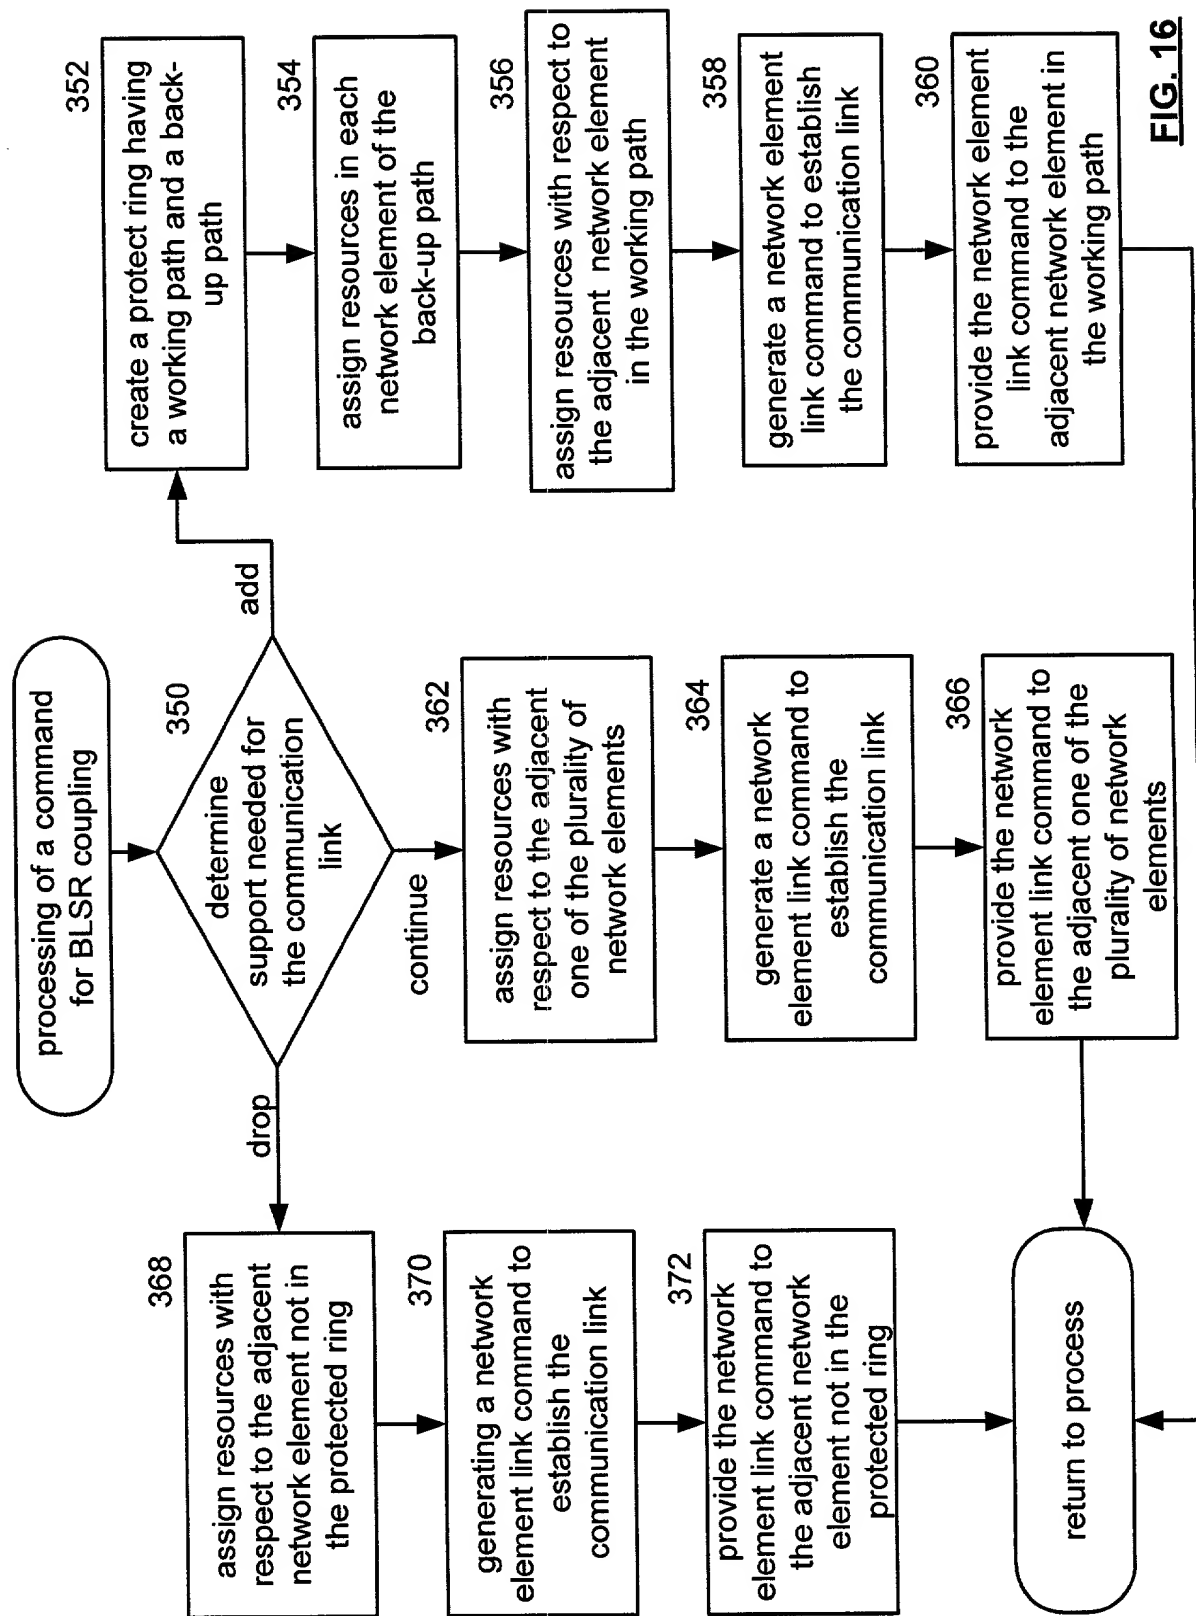 processing of a command
for BLSR coupling
350
determine
support needed for
the communication
link
add
continue
drop
352
create a protect ring having
a working path and a back-
up path
354
assign resources in each
network element of the
back-up path
356
assign resources with respect to
the adjacent network element
in the working path
358
generate a network element
link command to establish
the communication link
360
provide the network element
link command to the
adjacent network element in
the working path
362
assign resources with
respect to the adjacent
one of the plurality of
network elements
364
generate a network
element link command to
establish the
communication link
366
provide the network
element link command to
the adjacent one of the
plurality of network
elements
368
assign resources with
respect to the adjacent
network element not in
the protected ring
370
generating a network
element link command to
establish the
communication link
372
provide the network
element link command to
the adjacent network
element not in the
protected ring
return to process
FIG. 16